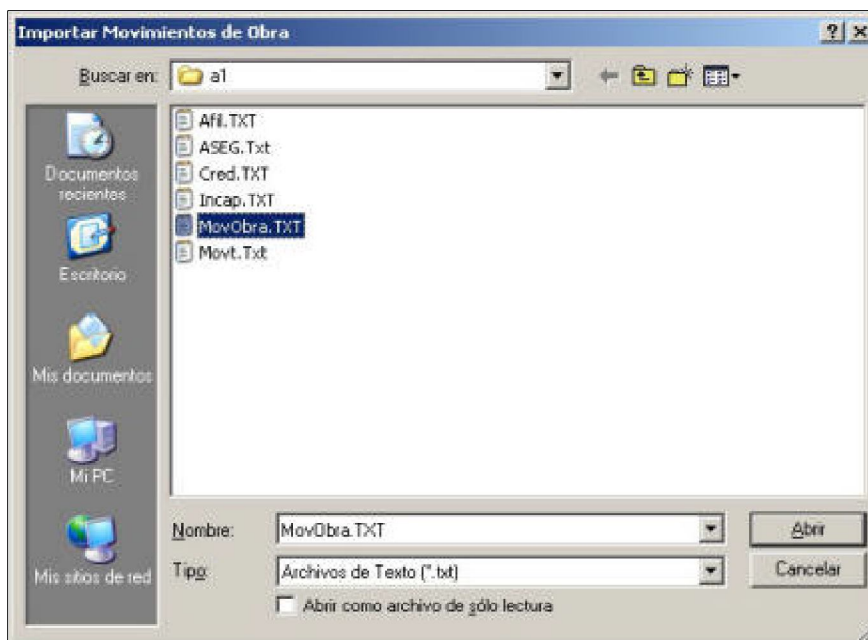 Importar Movimientos de Obra
Buscar en: a1
Afil.TXT
ASEG.Txt
Cred.TXT
Incap.TXT
MovObra.TXT
Movt.Txt
Documentos
recientes
Escritorio
Mis documentos
Mi PC
Mis sitios de red
Nombre: MovObra.TXT Abrir
Tipo: Archivos de Texto (*.txt) Cancelar
Abrir como archivo de sólo lectura